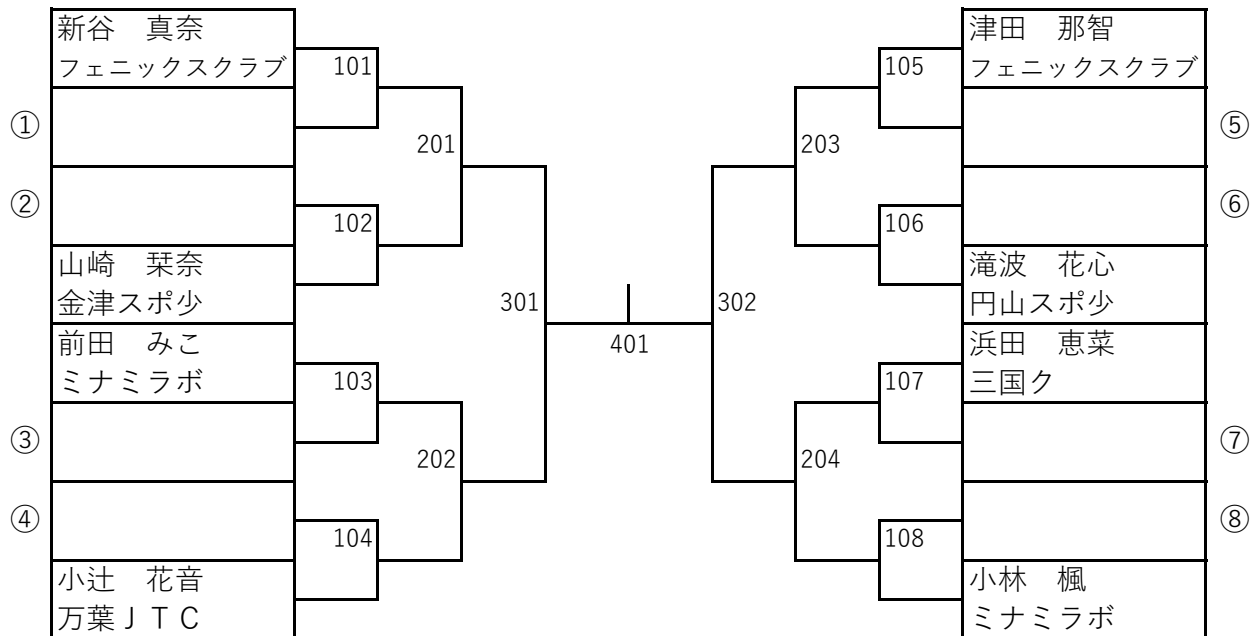 新谷　真奈
フェニックスクラブ
101
①
201
②
102
山崎　栞奈
金津スポ少
301
前田　みこ
ミナミラボ
103
③
202
④
104
小辻　花音
万葉ＪＴＣ
401
津田　那智
フェニックスクラブ
105
⑤
203
⑥
106
滝波　花心
円山スポ少
302
浜田　恵菜
三国ク
107
⑦
204
⑧
108
小林　楓
ミナミラボ